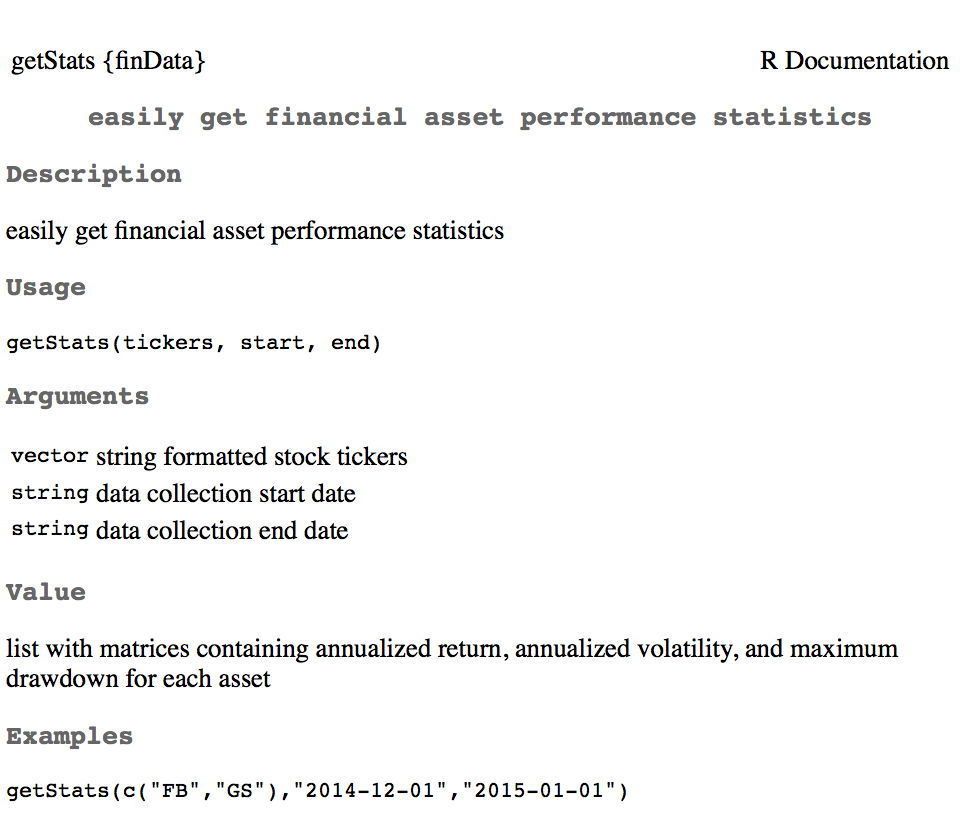 getStats {finData} R Documentation
easily get financial asset performance statistics
Description
easily get financial asset performance statistics
Usage
getStats(tickers, start, end)
Arguments
vector string formatted stock tickers
string data collection start date
string data collection end date
Value
list with matrices containing annualized return, annualized volatility, and maximum
drawdown for each asset
Examples
getStats(c("FB","GS"),"2014-12-01","2015-01-01")